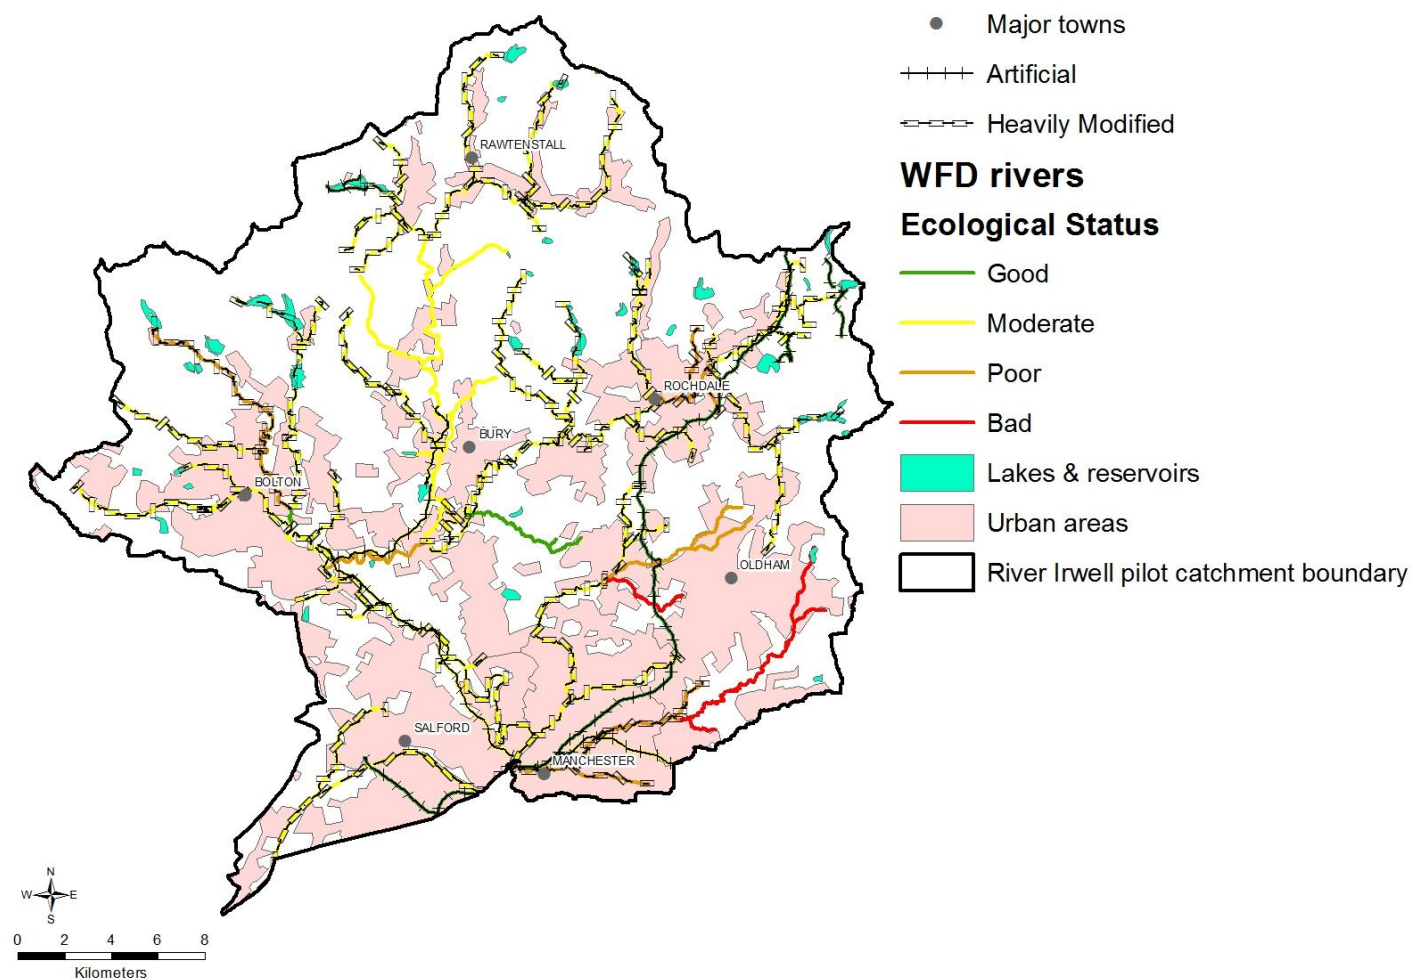 Major towns
Artificial
Heavily Modified
WFD rivers
Ecological Status
Good
Moderate
Poor
Bad
Lakes & reservoirs
Urban areas
River Irwell pilot catchment boundary
RAWTENSTALL
ROCHDALE
BURY
BOLTON
OLDHAM
SALFORD
MANCHESTER
N
W E
S
0 2 4 6 8
Kilometers